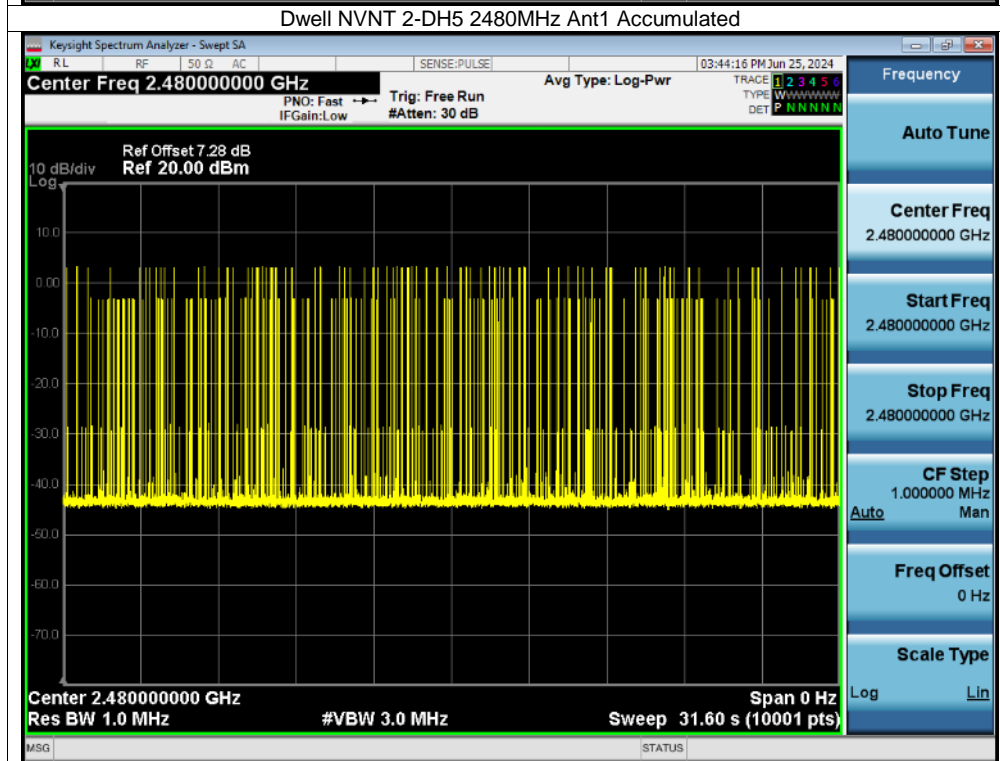 Dwell NVNT 2-DH5 2480MHz Ant1 Accumulated
Keysight Spectrum Analyzer - Swept SA
LXI RL RF 50 Ω AC SENSE:PULSE 03:44:16 PM Jun 25, 2024
Center Freq 2.480000000 GHz
PNO: Fast
IFGain:Low
Trig: Free Run
#Atten: 30 dB
Avg Type: Log-Pwr
TRACE 1 2 3 4 5 6
TYPE WWWWWW
DET P N N N N N
Ref Offset 7.28 dB
10 dB/div Ref 20.00 dBm
Log
10.0
0.00
-10.0
-20.0
-30.0
-40.0
-50.0
-60.0
-70.0
Center 2.480000000 GHz Span 0 Hz
Res BW 1.0 MHz #VBW 3.0 MHz Sweep 31.60 s (10001 pts)
MSG STATUS
Frequency
Auto Tune
Center Freq
2.480000000 GHz
Start Freq
2.480000000 GHz
Stop Freq
2.480000000 GHz
CF Step
1.000000 MHz
Auto Man
Freq Offset
0 Hz
Scale Type
Log Lin